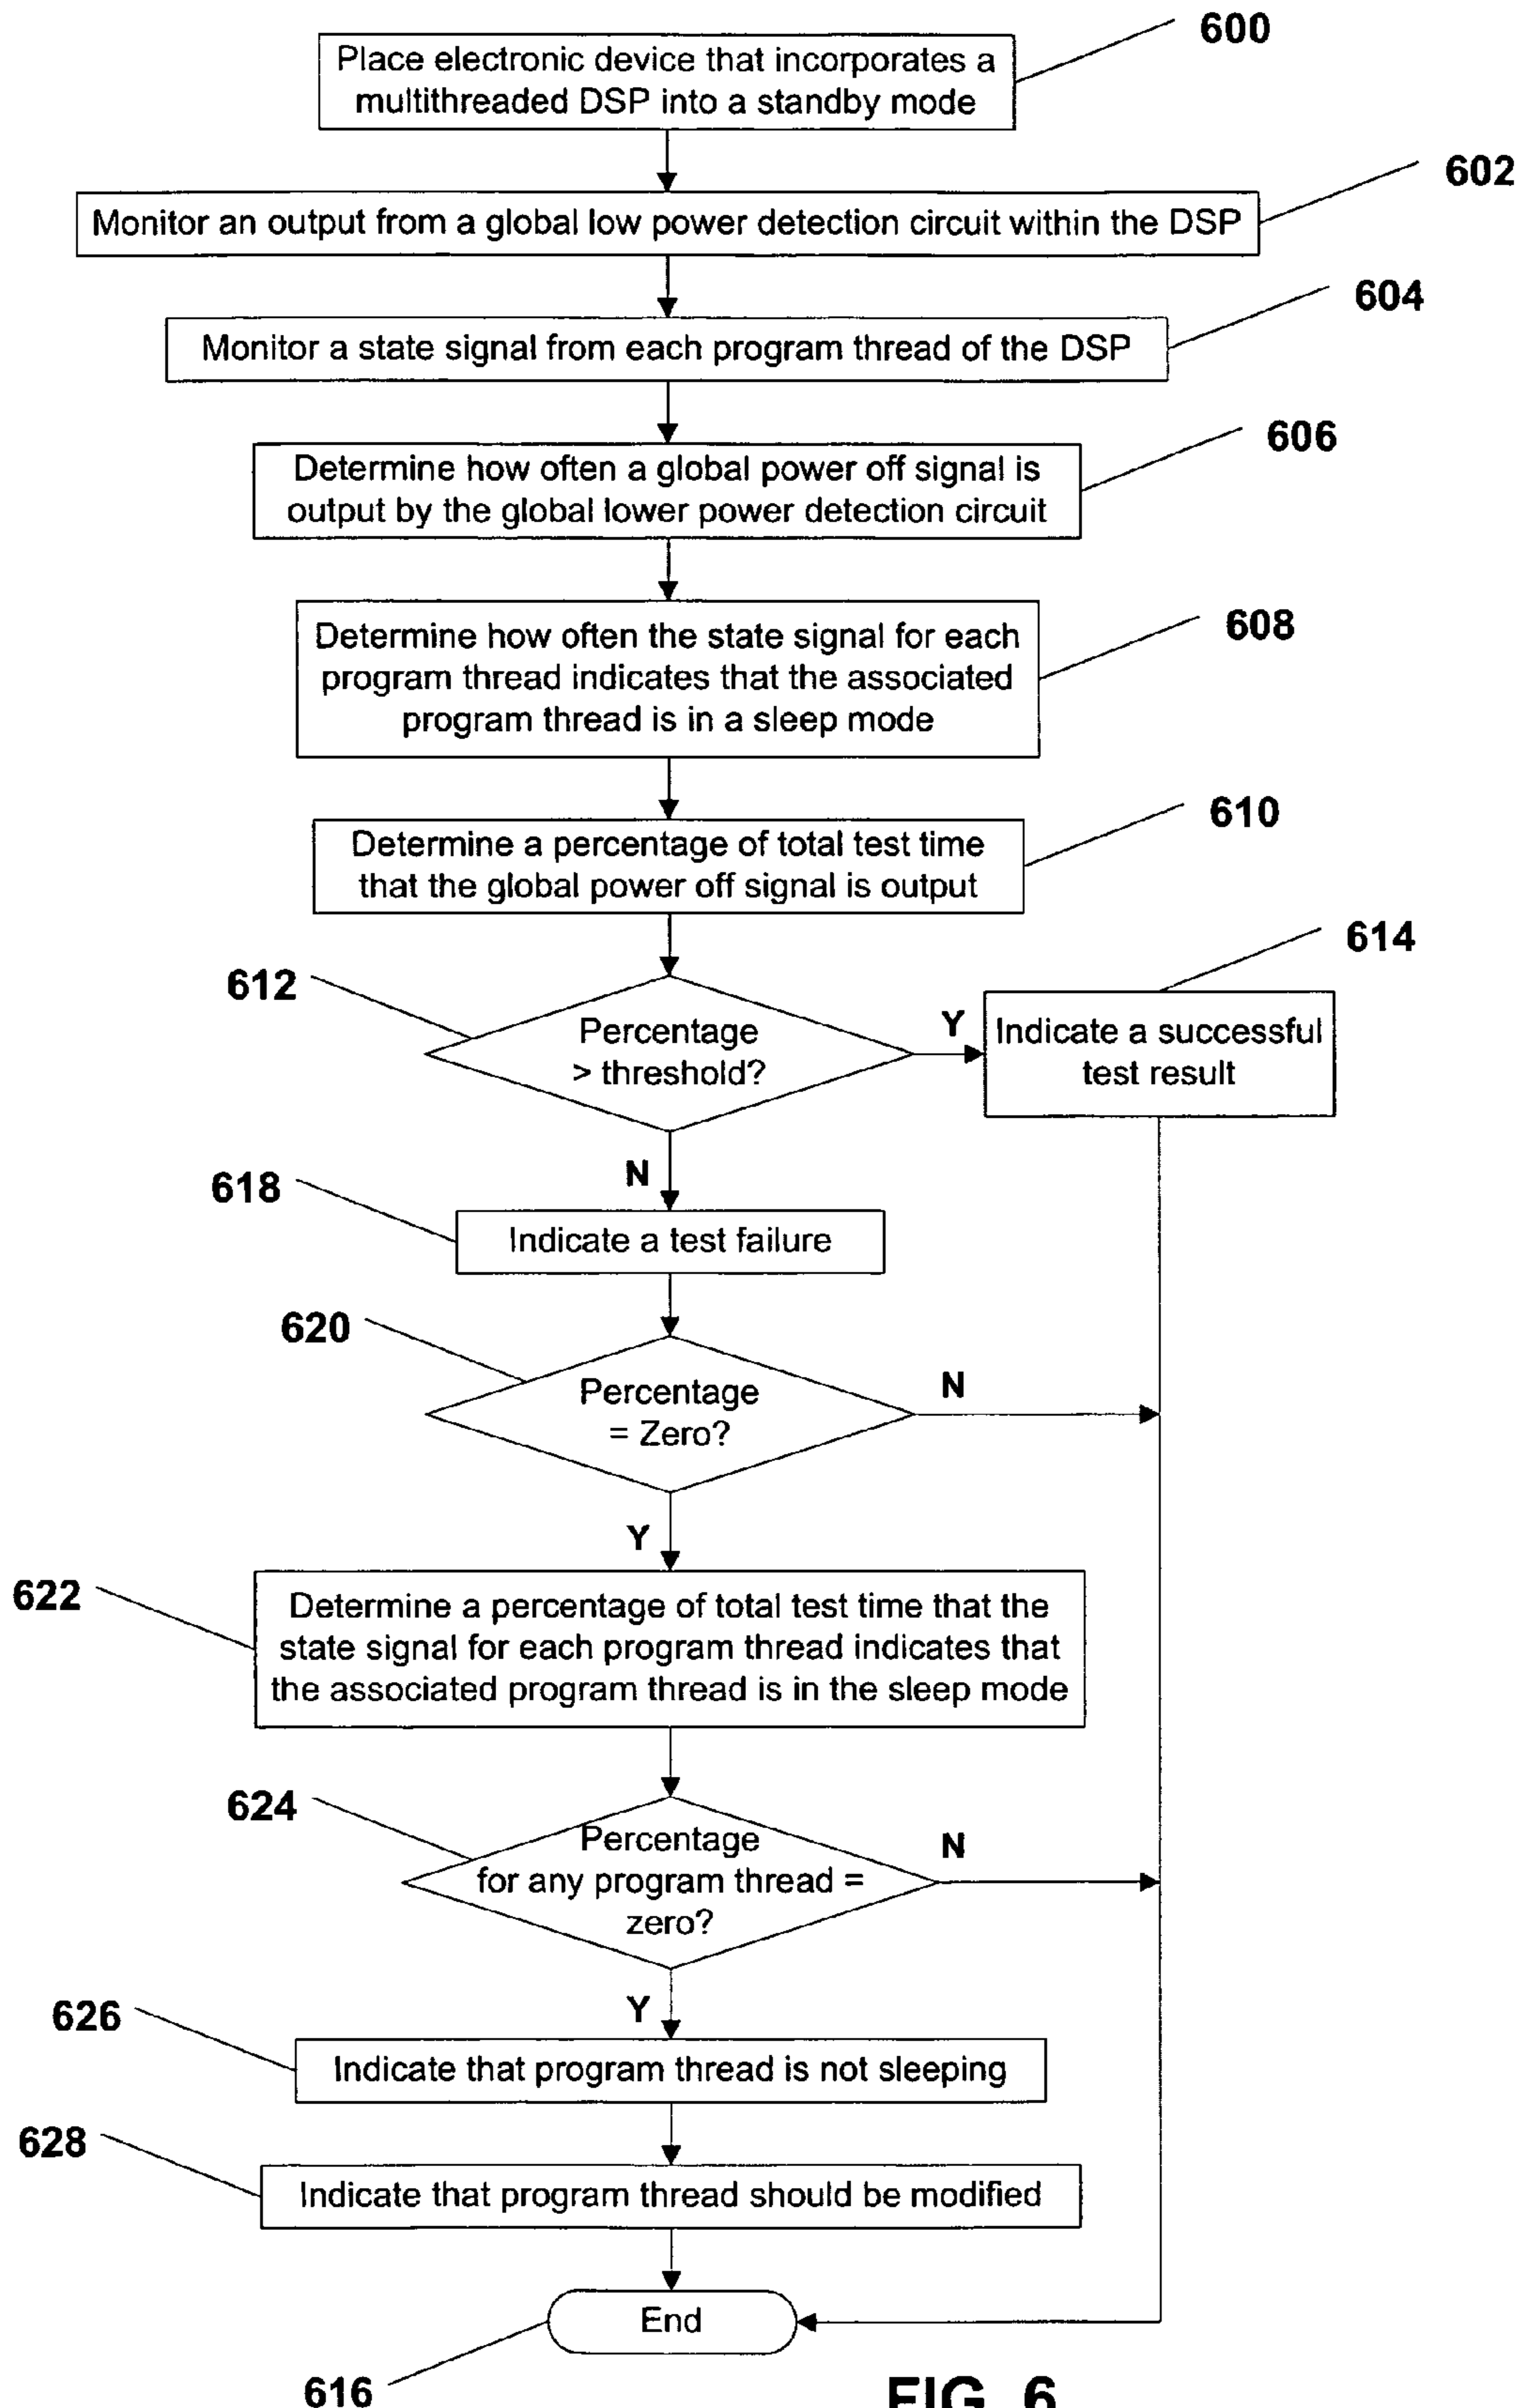 600
Place electronic device that incorporates a
multithreaded DSP into a standby mode
602
Monitor an output from a global low power detection circuit within the DSP
604
Monitor a state signal from each program thread of the DSP
606
Determine how often a global power off signal is
output by the global lower power detection circuit
608
Determine how often the state signal for each
program thread indicates that the associated
program thread is in a sleep mode
610
Determine a percentage of total test time
that the global power off signal is output
612
Percentage
> threshold?
Y
614
Indicate a successful
test result
N
618
Indicate a test failure
620
Percentage
= Zero?
N
Y
622
Determine a percentage of total test time that the
state signal for each program thread indicates that
the associated program thread is in the sleep mode
624
Percentage
for any program thread =
zero?
N
Y
626
Indicate that program thread is not sleeping
628
Indicate that program thread should be modified
End
616
FIG. 6